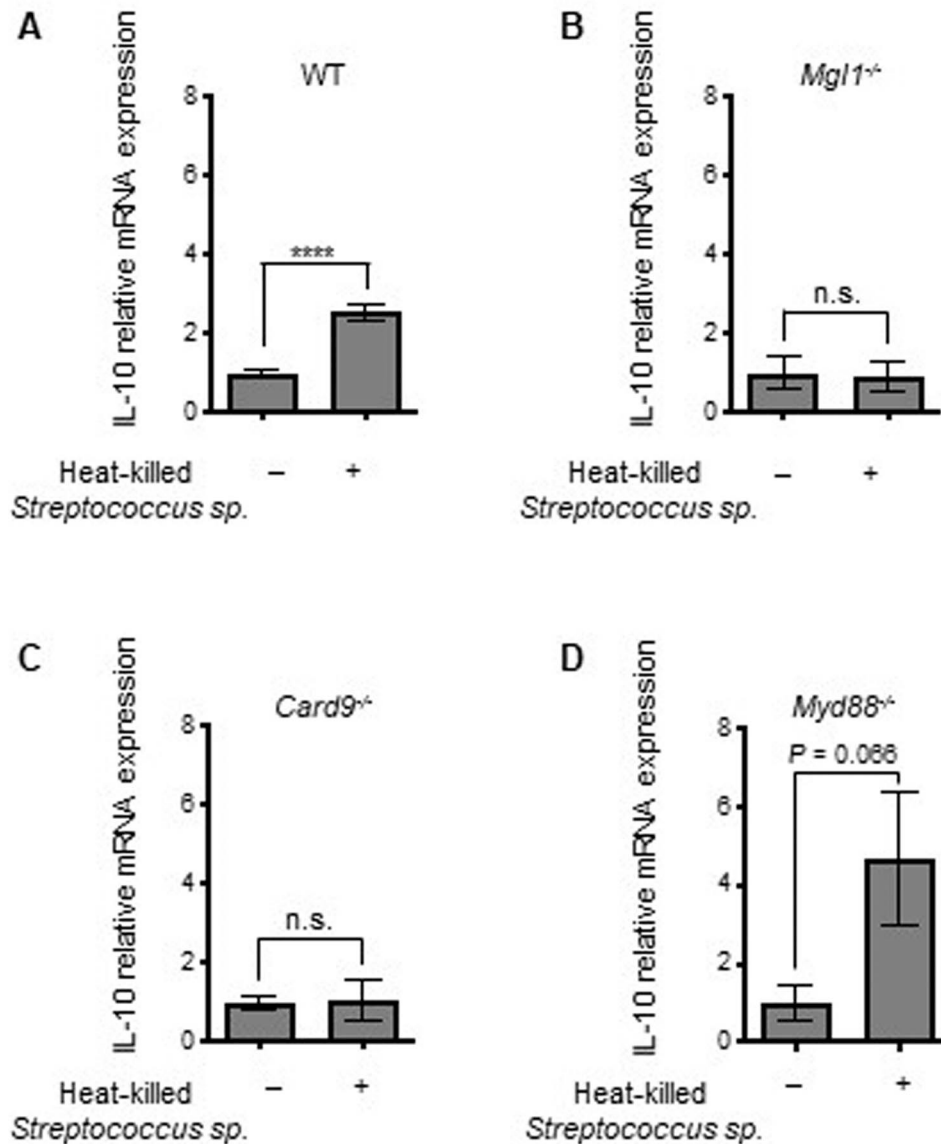 A
WT
IL-10 relative mRNA expression
8
6
4
2
0
****
Heat-killed – +
Streptococcus sp.
B
Mgl1-/-
IL-10 relative mRNA expression
8
6
4
2
0
n.s.
Heat-killed – +
Streptococcus sp.
C
Card9-/-
IL-10 relative mRNA expression
8
6
4
2
0
n.s.
Heat-killed – +
Streptococcus sp.
D
Myd88-/-
IL-10 relative mRNA expression
8
6
4
2
0
P = 0.066
Heat-killed – +
Streptococcus sp.